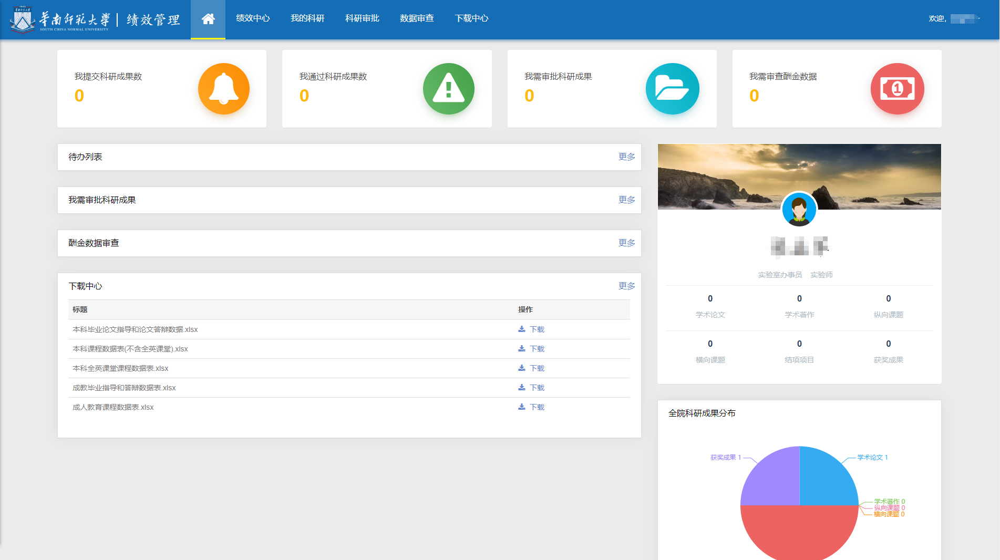 華南师範大學
SOUTH CHINA NORMAL UNIVERSITY
绩效管理
绩效中心
我的科研
科研审批
数据审查
下载中心
欢迎,
我提交科研成果数
0
我通过科研成果数
0
我需审批科研成果
0
我需审查酬金数据
0
1
待办列表 更多
我需审批科研成果 更多
酬金数据审查 更多
下载中心 更多
标题 操作
本科毕业论文指导和论文答辩数据.xlsx 下载
本科课程数据表(不含全英课堂).xlsx 下载
本科全英课堂课程数据表.xlsx 下载
成教毕业指导和答辩数据表.xlsx 下载
成人教育课程数据表.xlsx 下载
实验室办事员 实验师
0 0 0
学术论文 学术著作 纵向课题
0 0 0
横向课题 结项项目 获奖成果
全院科研成果分布
获奖成果 1
学术论文 1
学术著作 0
纵向课题 0
横向课题 0